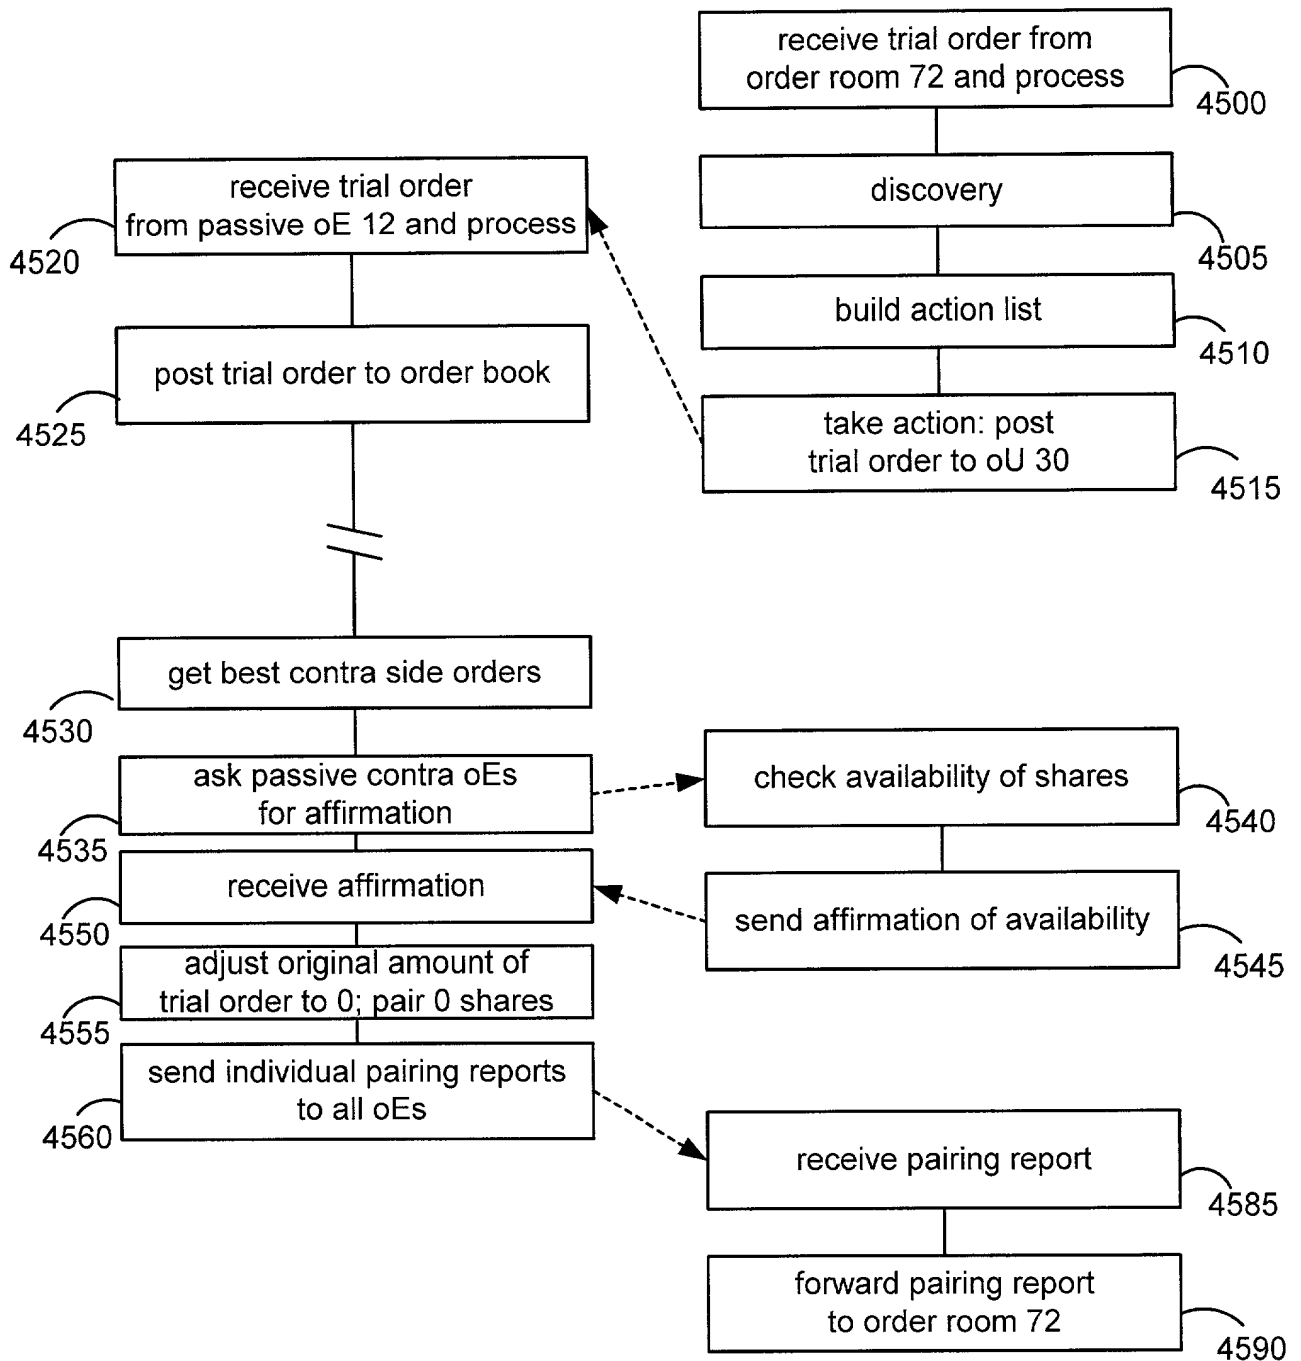 receive trial order from
order room 72 and process
4500
discovery
4505
build action list
4510
take action: post
trial order to oU 30
4515
receive trial order
from passive oE 12 and process
4520
post trial order to order book
4525
get best contra side orders
4530
ask passive contra oEs
for affirmation
4535
check availability of shares
4540
send affirmation of availability
4545
receive affirmation
4550
adjust original amount of
trial order to 0; pair 0 shares
4555
send individual pairing reports
to all oEs
4560
receive pairing report
4585
forward pairing report
to order room 72
4590